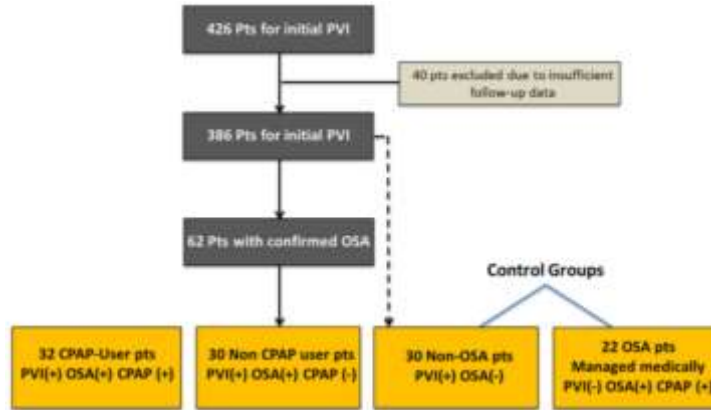 426 Pts for initial PVI
40 pts excluded due to insufficient
follow-up data
386 Pts for initial PVI
62 Pts with confirmed OSA
Control Groups
32 CPAP-User pts
PVI(+) OSA(+) CPAP (+)
30 Non CPAP user pts
PVI(+) OSA(+) CPAP (-)
30 Non-OSA pts
PVI(+) OSA(-)
22 OSA pts
Managed medically
PVI(-) OSA(+) CPAP (+)